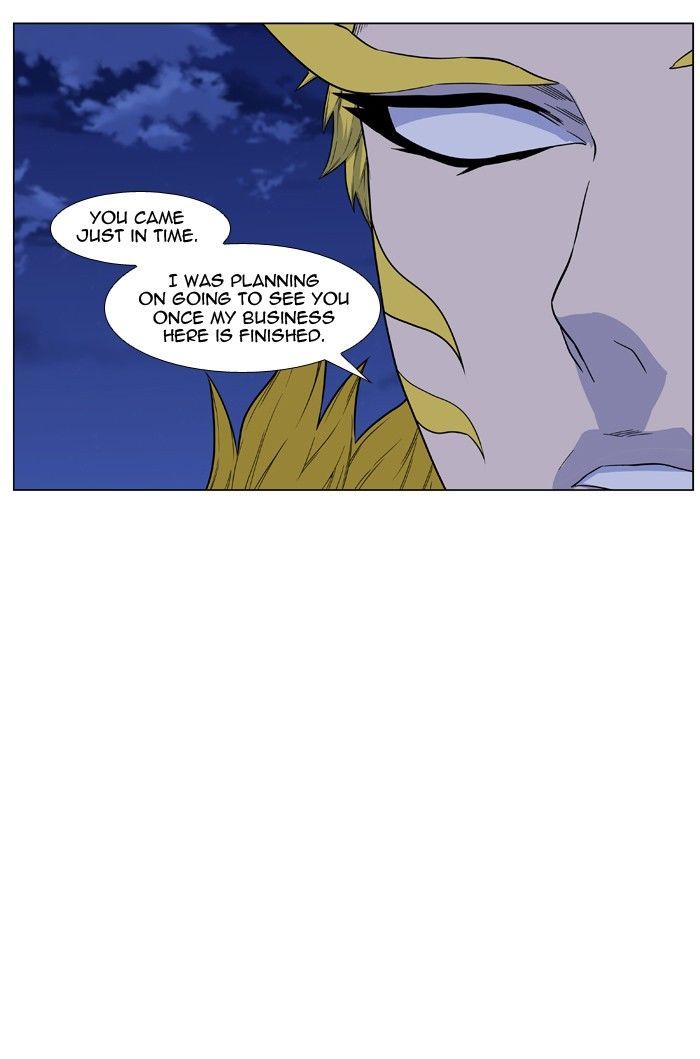 YOU CAME
JUST IN TIME.
I WAS PLANNING
ON GOING TO SEE YOU
ONCE MY BUSINESS
HERE IS FINISHED.